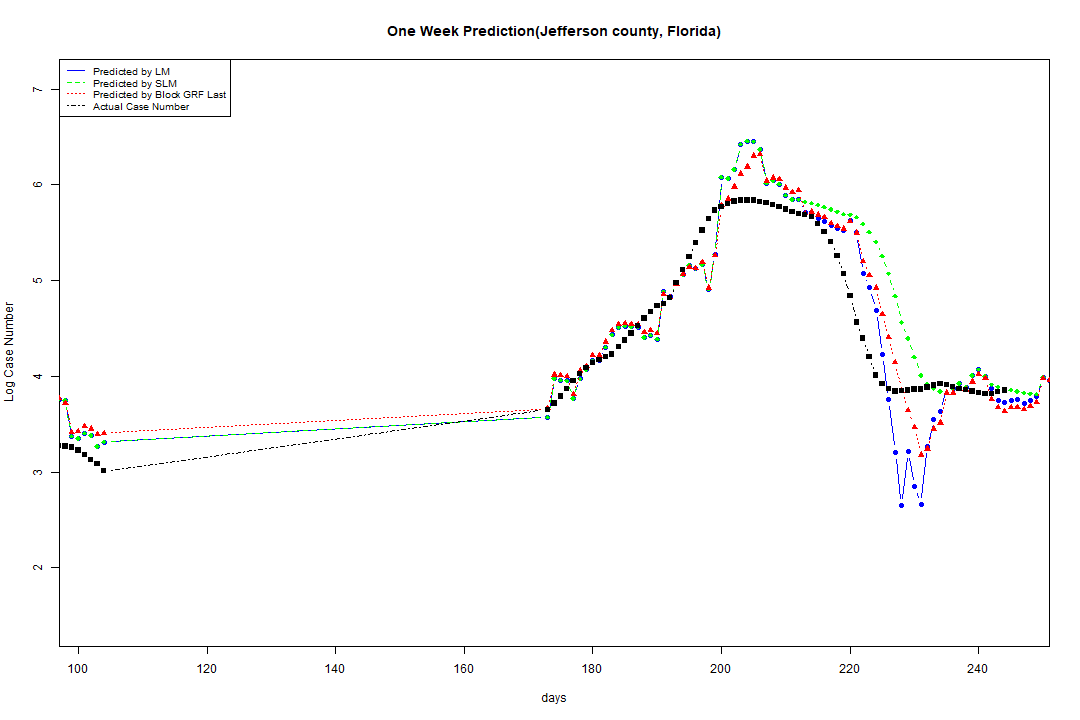 One Week Prediction(Jefferson county, Florida)
Predicted by LM
Predicted by SLM
Predicted by Block GRF Last
Actual Case Number
7
6
5
4
3
2
Log Case Number
100 120 140 160 180 200 220 240
days